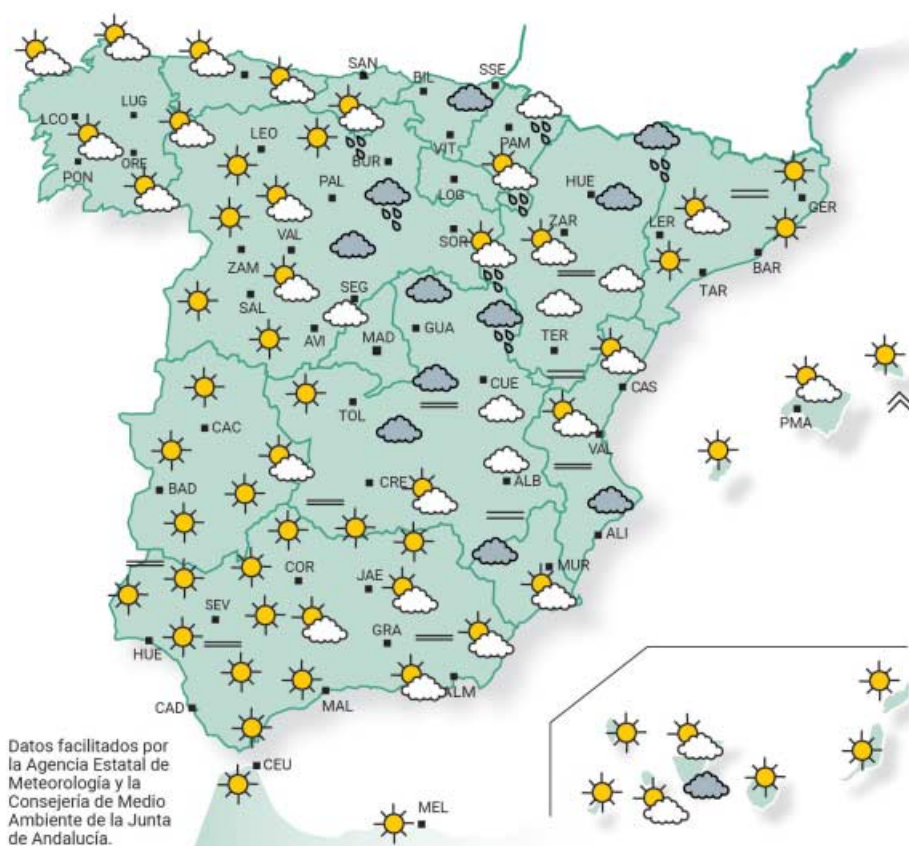 SAN
BIL
SSE
LCO
LUG
LEO
VIT
PAM
PON
ORE
BUR
PAL
LOG
HUE
GER
ZAM
VAL
SOR
ZAR
LER
BAR
TAR
SAL
SEG
AVI
MAD
GUA
TER
CAS
CUE
PMA
TOL
CAC
VAL
BAD
CRE
ALB
ALI
COR
JAE
MUR
SEV
GRA
HUE
CAD
MAL
ALM
CEU
MEL
Datos facilitados por
la Agencia Estatal de
Meteorología y la
Consejería de Medio
Ambiente de la Junta
de Andalucía.